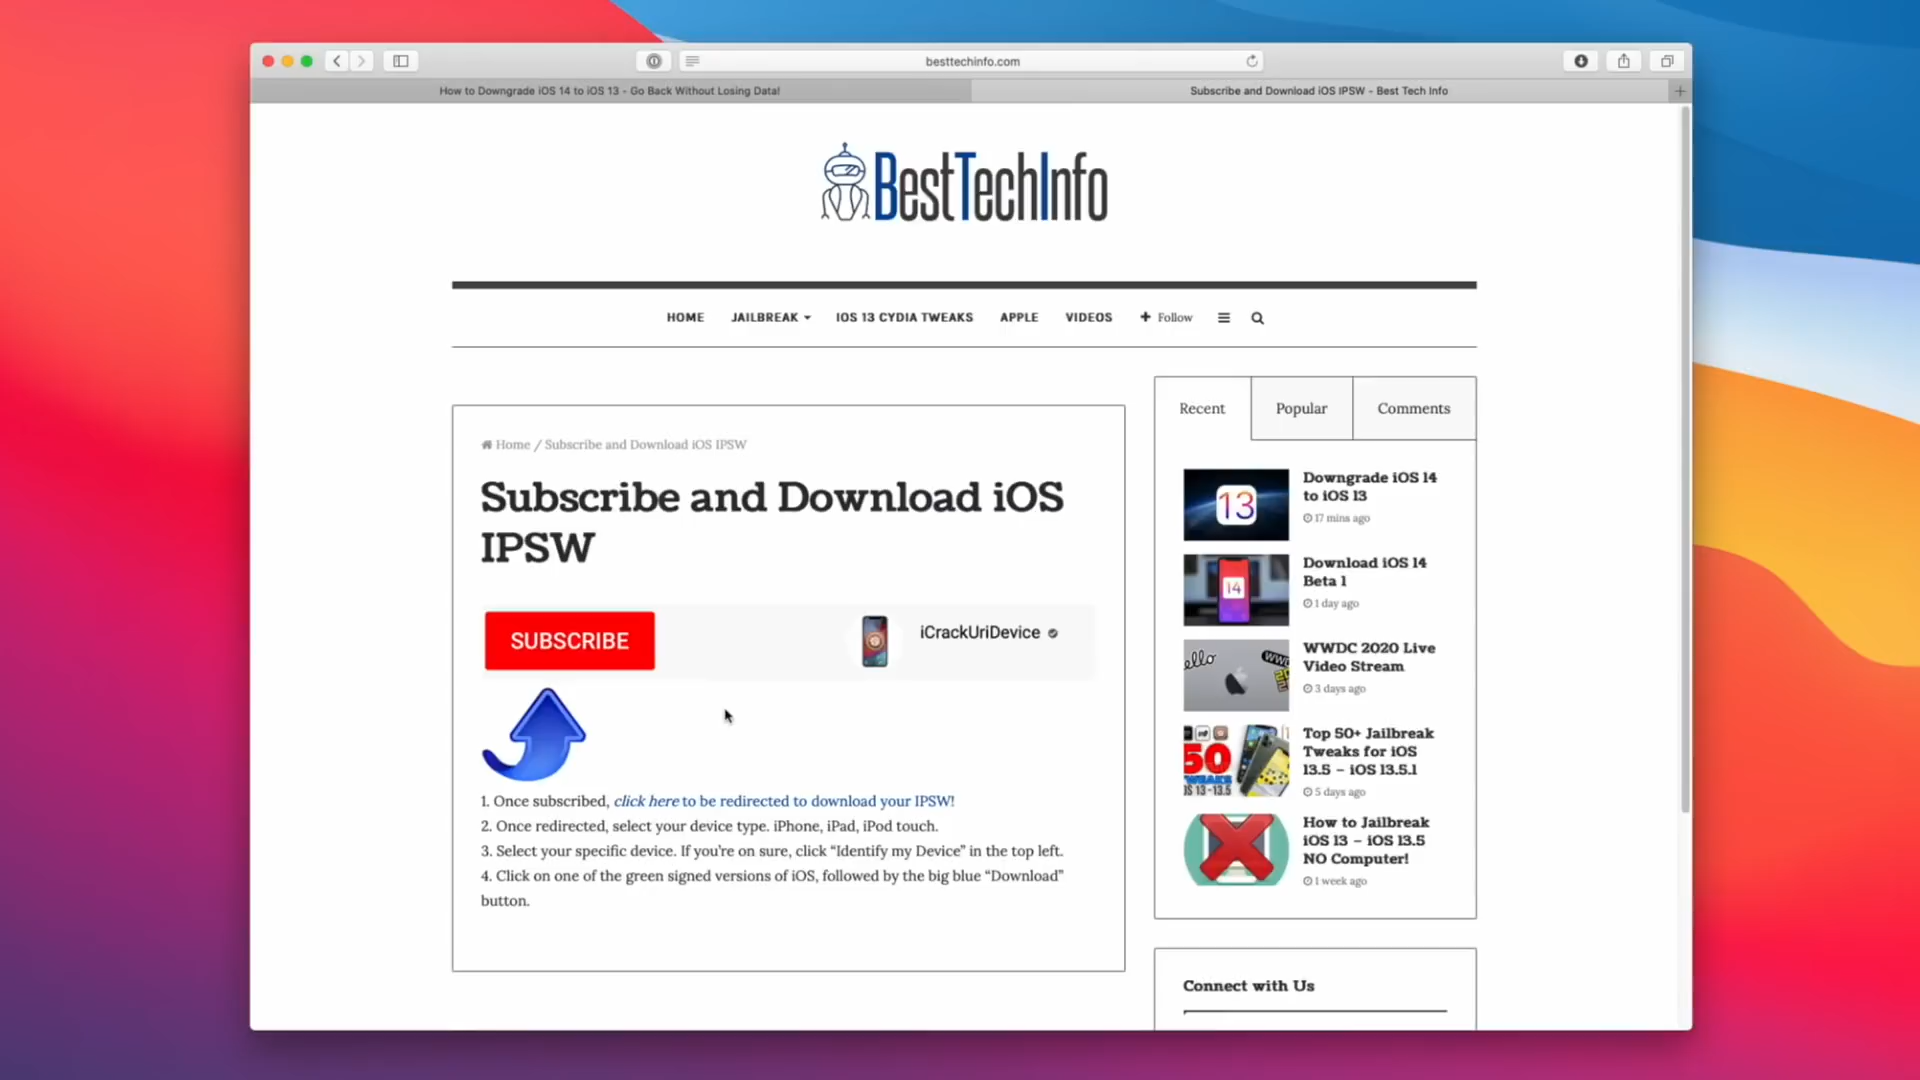 besttechinfo.com
How to Downgrade iOS 14 to iOS 13 - Go Back Without Losing Data!
Subscribe and Download iOS IPSW - Best Tech Info
BestTechInfo
HOME
JAILBREAK
IOS 13 CYDIA TWEAKS
APPLE
VIDEOS
Follow
Home / Subscribe and Download iOS IPSW
Subscribe and Download iOS
IPSW
SUBSCRIBE
iCrackUriDevice
1. Once subscribed, click here to be redirected to download your IPSW!
2. Once redirected, select your device type. iPhone, iPad, iPod touch.
3. Select your specific device. If you're on sure, click “Identify my Device” in the top left.
4. Click on one of the green signed versions of iOS, followed by the big blue “Download”
button.
Recent
Popular
Comments
13
Downgrade iOS 14
to iOS 13
17 mins ago
14
Download iOS 14
Beta 1
1 day ago
WWDC 2020 Live
Video Stream
3 days ago
50
Top 50+ Jailbreak
Tweaks for iOS
13.5 – iOS 13.5.1
5 days ago
How to Jailbreak
iOS 13 – iOS 13.5
NO Computer!
1 week ago
Connect with Us